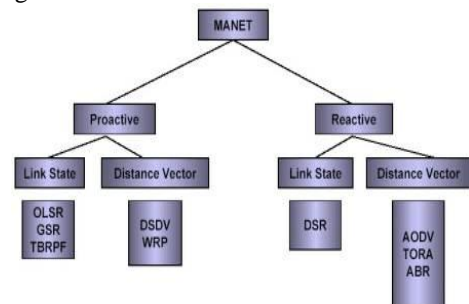 MANET
Proactive
Reactive
Link State
Distance Vector
Link State
Distance Vector
OLSR
GSR
TBRPF
DSDV
WRP
DSR
AODV
TORA
ABR